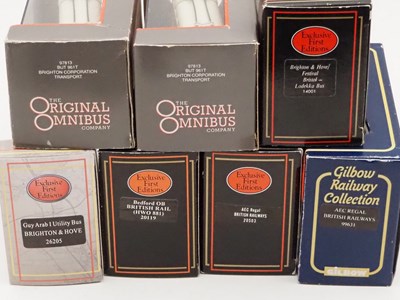 97813
BUT 9611T
BRIGHTON CORPORATION
TRANSPORT
THE
ORIGINAL
OMNIBUS
COMPANY
97813
BUT 9611T
BRIGHTON CORPORATION
TRANSPORT
THE
ORIGINAL
OMNIBUS
COMPANY
Exclusive
First
Editions
Brighton & Hove/
Festival
Bristol
Lodekka Bus
14001
Exclusive
First
Editions
Guy Arab I Utility Bus
BRIGHTON & HOVE
26205
Exclusive
First
Editions
Bedford OB
BRITISH RAIL
(HWO 881)
20119
Exclusive
First
Editions
AEC Regal
BRITISH RAILWAYS
Gilbow
Railway
Collection
AEC REGAL
BRITISH RAILWAYS
99631
GILBOW